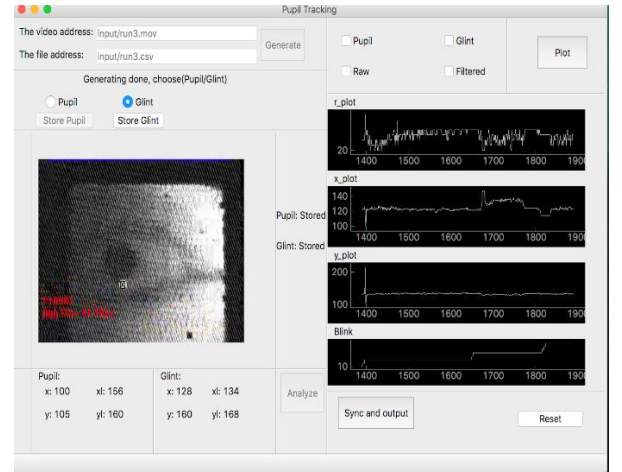 Pupil Tracking
The video address: input/run3.mov
The file address: input/run3.csv
Generate
Generating done, choose(Pupil/Glint)
Pupil Glint
Store Pupil Store Glint
Pupil: Stored
Glint: Stored
Pupil:
x: 100 xl: 156
y: 105 yl: 160
Glint:
x: 128 xl: 134
y: 160 yl: 168
Analyze
Pupil Glint
Raw Filtered
Plot
r_plot
20
1400 1500 1600 1700 1800 1900
x_plot
140
120
100
1400 1500 1600 1700 1800 1900
y_plot
200
100
1400 1500 1600 1700 1800 1900
Blink
10
1400 1500 1600 1700 1800 1900
Sync and output
Reset